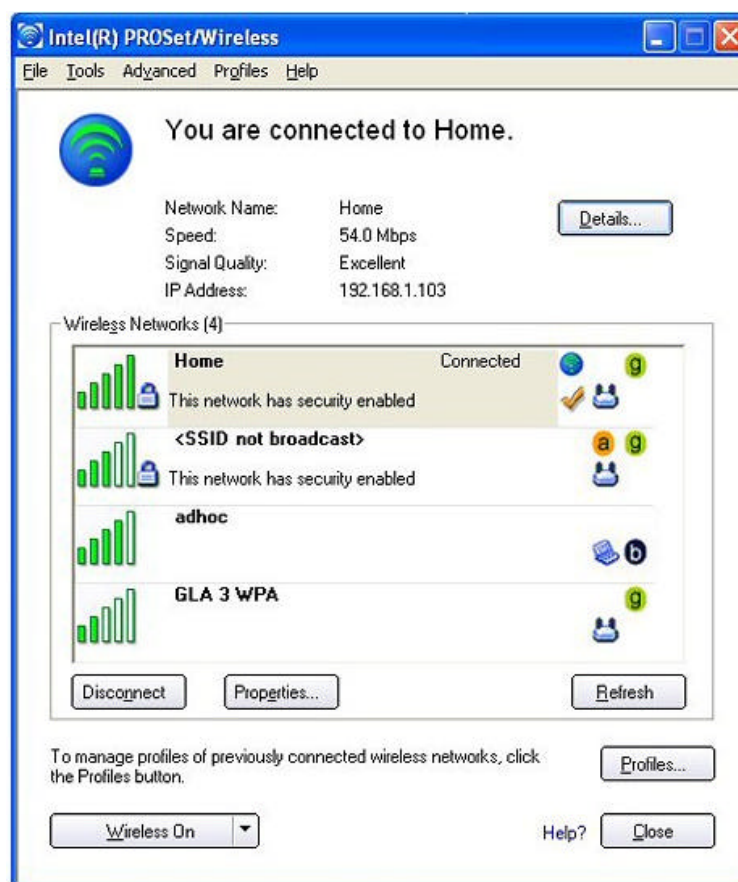 Intel(R) PROSet/Wireless
File Tools Advanced Profiles Help
You are connected to Home.
Network Name: Home
Details...
Speed: 54.0 Mbps
Signal Quality: Excellent
IP Address: 192.168.1.103
Wireless Networks (4)
Home Connected g
This network has security enabled
<SSID not broadcast> a g
This network has security enabled
adhoc
b
GLA 3 WPA g
Disconnect Properties... Refresh
To manage profiles of previously connected wireless networks, click
the Profiles button.
Profiles...
Wireless On Help? Close